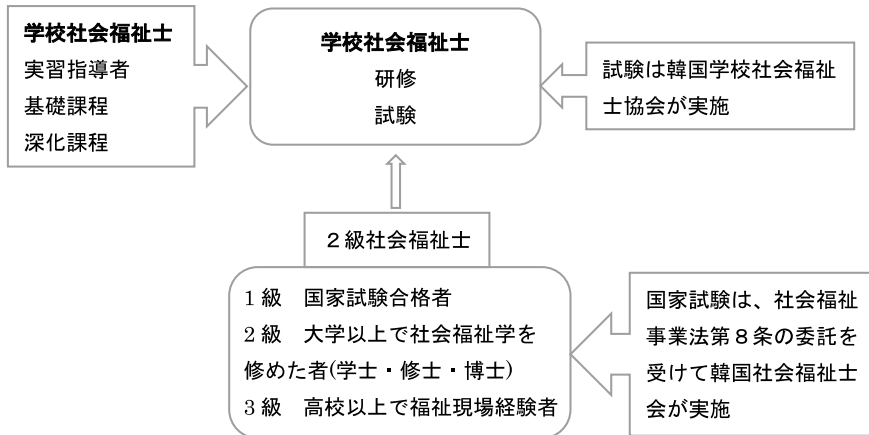 学校社会福祉士
実習指導者
基礎課程
深化課程
学校社会福祉士
研修
試験
試験は韓国学校社会福祉
士協会が実施
２級社会福祉士
1 級　国家試験合格者
2 級　大学以上で社会福祉学を
修めた者(学士・修士・博士)
3 級　高校以上で福祉現場経験者
国家試験は、社会福祉
事業法第８条の委託を
受けて韓国社会福祉士
会が実施